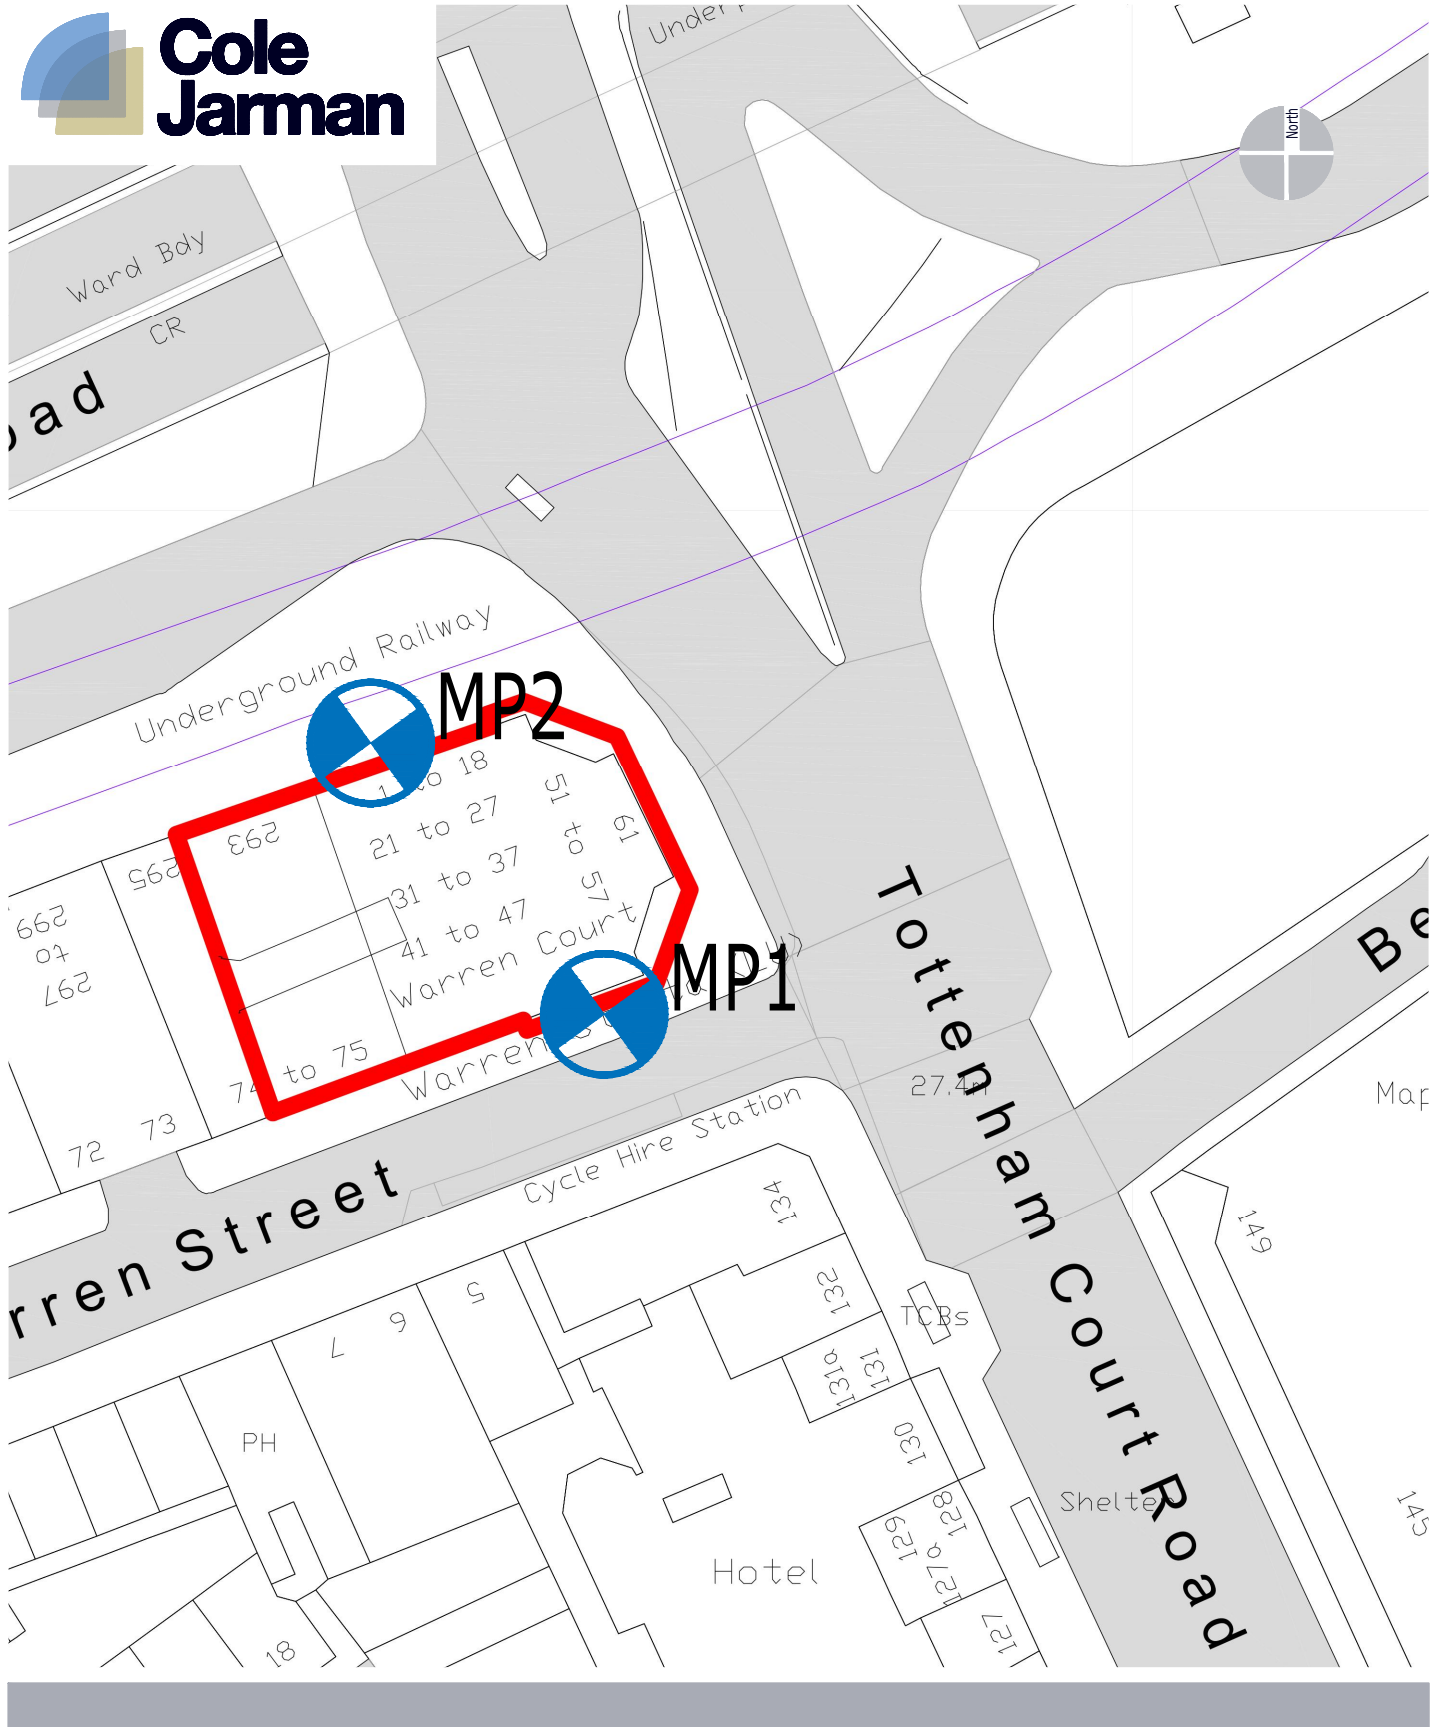 Cole
Jarman
North
Ward Bdy
CR
oad
Underground Railway
MP2
1 to 18
21 to 27
31 to 37
41 to 47
51 to 57
61
293
295
299
to
297
Warren Court
MP1
74 to 75
73
72
Warren
Warren Street
Cycle Hire Station
Tottenham Court Road
27.4m
Be
Map
134
132
131a
131
130
129
128
127a
127
TCBs
Shelter
149
145
5
6
7
PH
Hotel
18